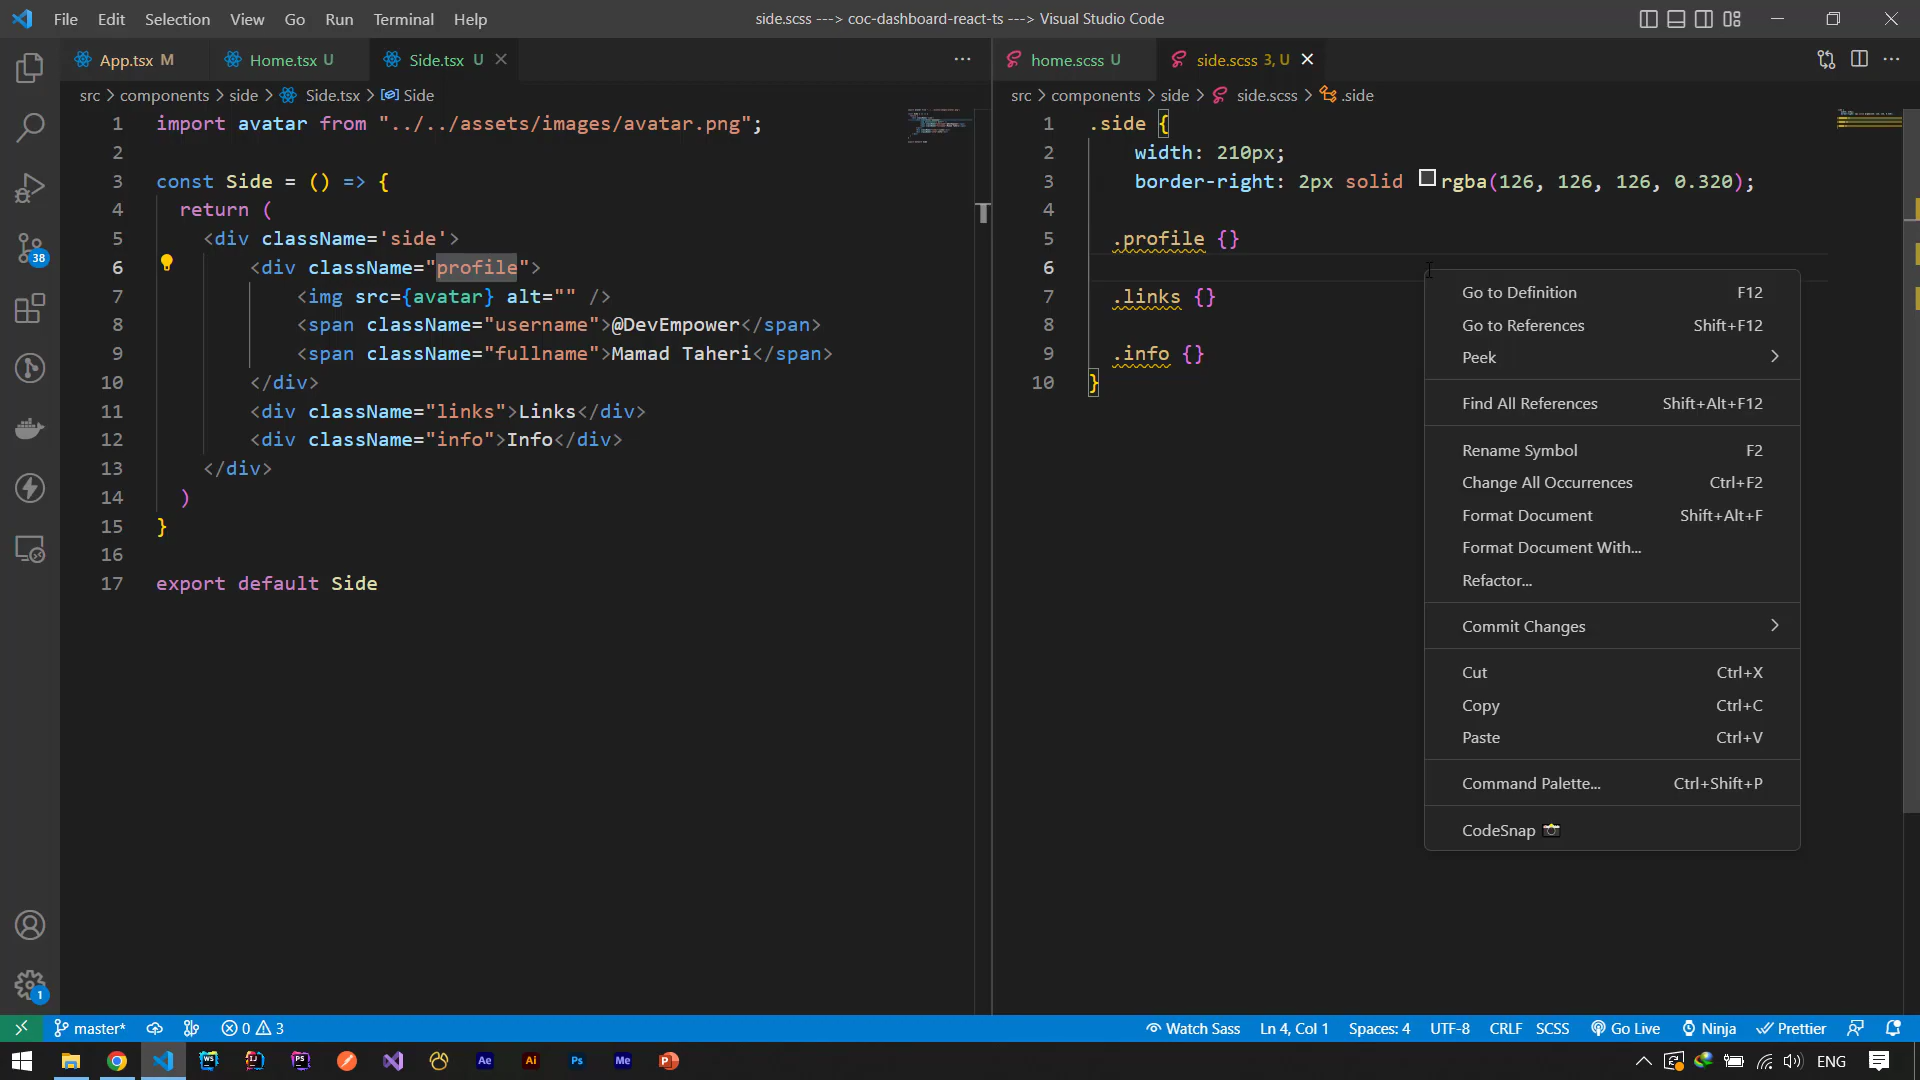 File Edit Selection View Go Run Terminal Help
side.scss ---> coc-dashboard-react-ts ---> Visual Studio Code
App.tsx M
Home.tsx U
Side.tsx U
src > components > side > Side.tsx > Side
1 import avatar from "../../assets/images/avatar.png";
2
3 const Side = () => {
4 return (
5 <div className='side'>
6 <div className="profile">
7 <img src={avatar} alt="" />
8 <span className="username">@DevEmpower</span>
9 <span className="fullname">Mamad Taheri</span>
10 </div>
11 <div className="links">Links</div>
12 <div className="info">Info</div>
13 </div>
14 )
15 }
16
17 export default Side
home.scss U
side.scss 3, U
src > components > side > side.scss > .side
1 .side {
2 width: 210px;
3 border-right: 2px solid rgba(126, 126, 126, 0.320);
4
5 .profile {}
6
7 .links {}
8
9 .info {}
10 }
Go to Definition F12
Go to References Shift+F12
Peek
Find All References Shift+Alt+F12
Rename Symbol F2
Change All Occurrences Ctrl+F2
Format Document Shift+Alt+F
Format Document With...
Refactor...
Commit Changes
Cut Ctrl+X
Copy Ctrl+C
Paste Ctrl+V
Command Palette... Ctrl+Shift+P
CodeSnap
38
1
master* 0 3
Watch Sass Ln 4, Col 1 Spaces: 4 UTF-8 CRLF SCSS Go Live Ninja Prettier
WS IJ PS Ae Ai Ps Me P
ENG